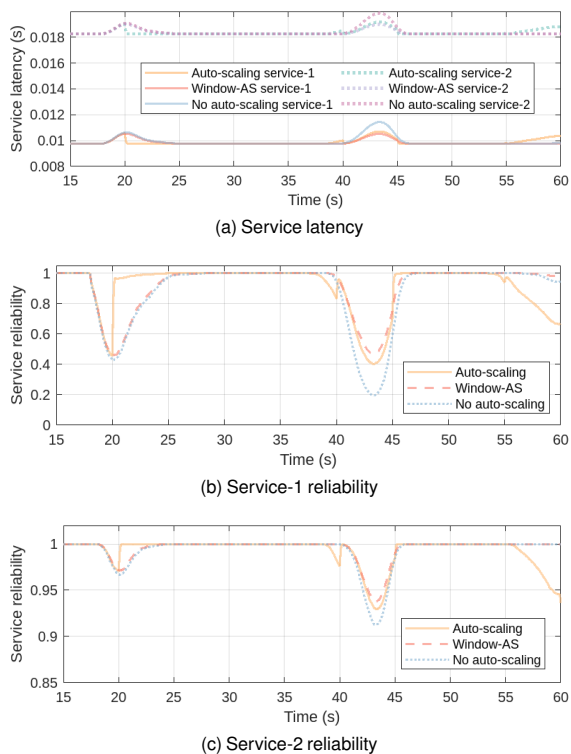 Service latency (s)
0.018
0.016
0.014
0.012
0.01
0.008
Auto-scaling service-1
Auto-scaling service-2
Window-AS service-1
Window-AS service-2
No auto-scaling service-1
No auto-scaling service-2
15 20 25 30 35 40 45 50 55 60
Time (s)
(a) Service latency
Service reliability
1
0.8
0.6
0.4
0.2
0
Auto-scaling
Window-AS
No auto-scaling
15 20 25 30 35 40 45 50 55 60
Time (s)
(b) Service-1 reliability
Service reliability
1
0.95
0.9
0.85
Auto-scaling
Window-AS
No auto-scaling
15 20 25 30 35 40 45 50 55 60
Time (s)
(c) Service-2 reliability